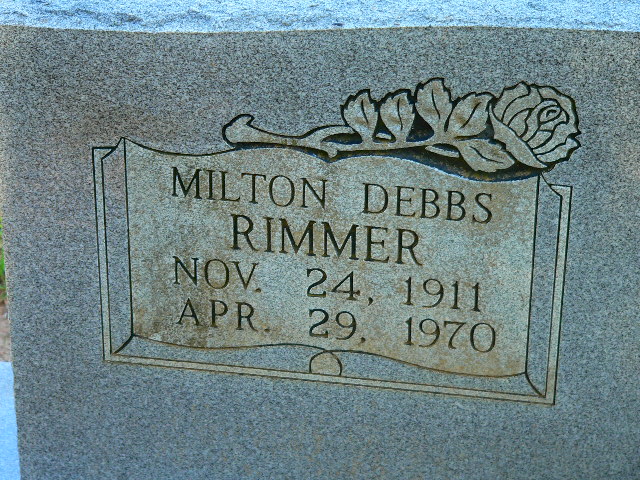 MILTON DEBBS
RIMMER
NOV. 24, 1911
APR. 29, 1970